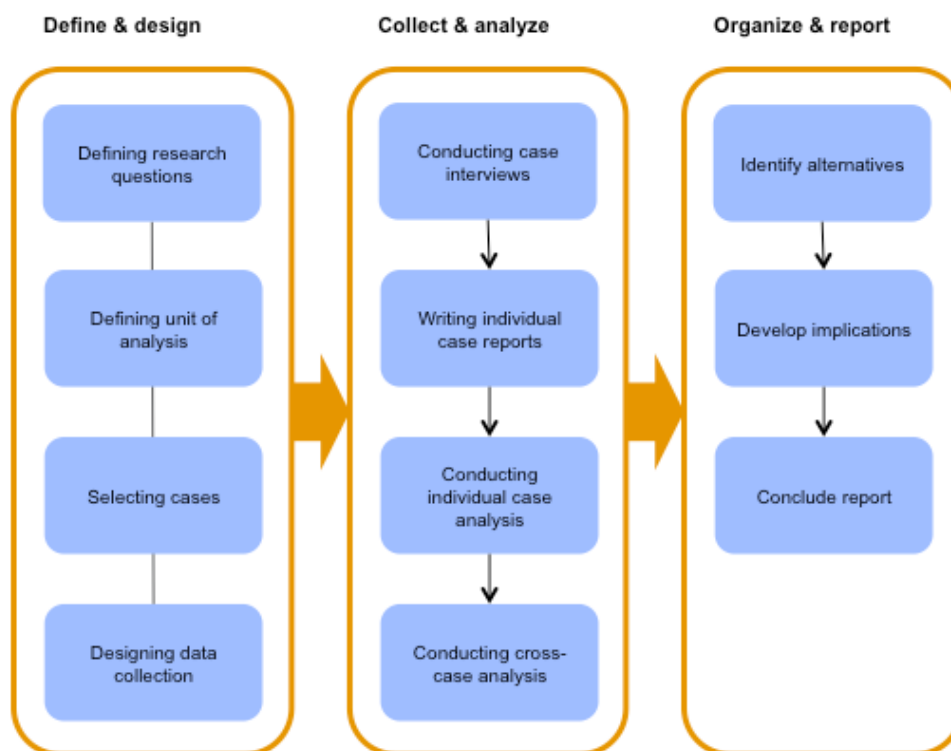 Define & design
Collect & analyze
Organize & report
Defining research
questions
Defining unit of
analysis
Selecting cases
Designing data
collection
Conducting case
interviews
Writing individual
case reports
Conducting
individual case
analysis
Conducting cross-
case analysis
Identify alternatives
Develop implications
Conclude report